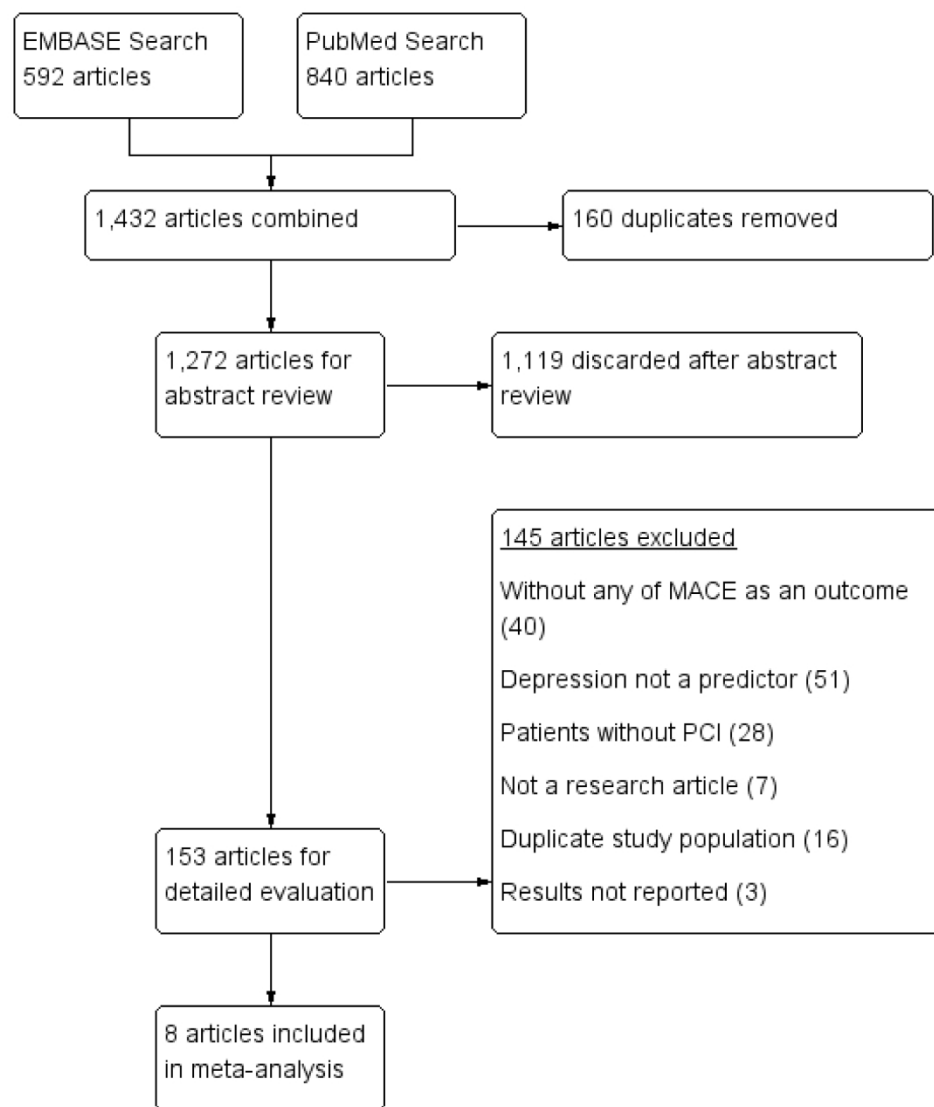 EMBASE Search
592 articles
PubMed Search
840 articles
1,432 articles combined
160 duplicates removed
1,272 articles for
abstract review
1,119 discarded after abstract
review
145 articles excluded
Without any of MACE as an outcome
(40)
Depression not a predictor (51)
Patients without PCI (28)
Not a research article (7)
Duplicate study population (16)
Results not reported (3)
153 articles for
detailed evaluation
8 articles included
in meta-analysis